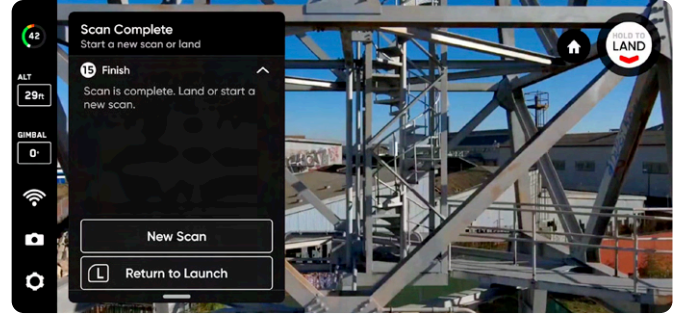 42
ALT
29ft
GIMBAL
0°
Scan Complete
Start a new scan or land
15 Finish
Scan is complete. Land or start a
new scan.
New Scan
L Return to Launch
HOLD TO
LAND